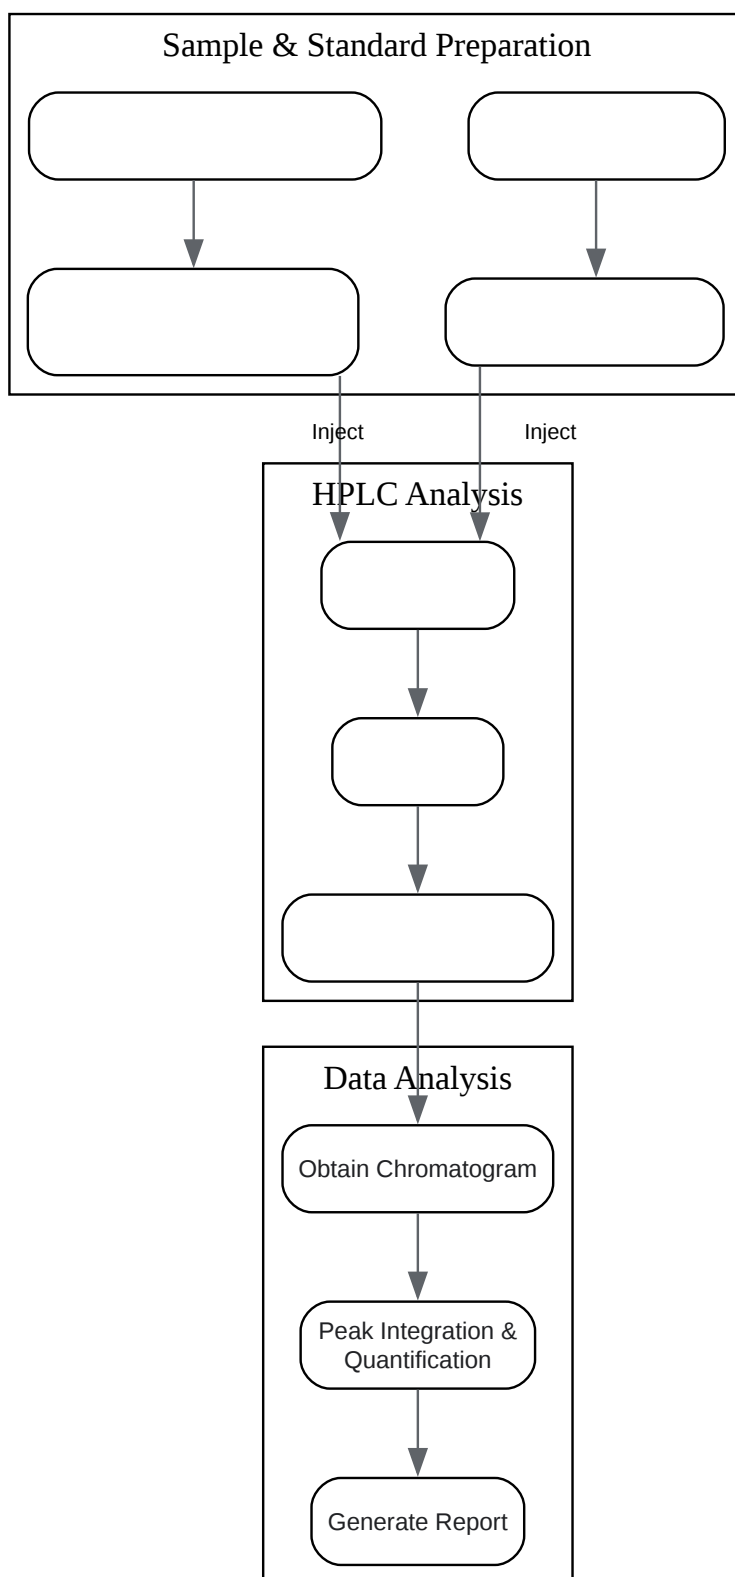 Sample & Standard Preparation
Inject
Inject
HPLC Analysis
Data Analysis
Obtain Chromatogram
Peak Integration &
Quantification
Generate Report